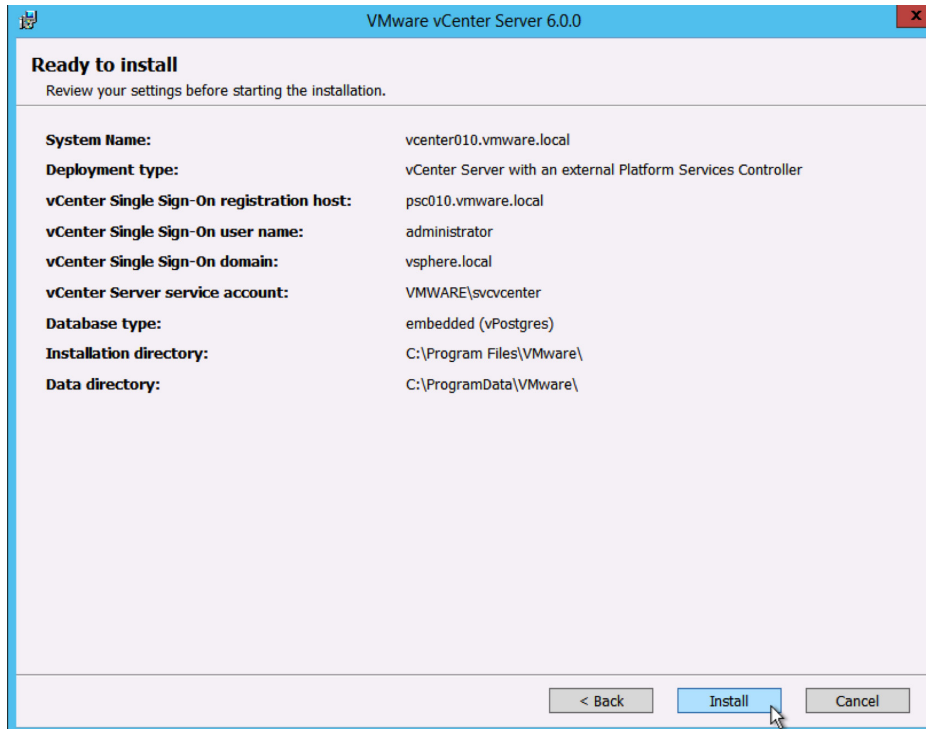 VMware vCenter Server 6.0.0
x
Ready to install
Review your settings before starting the installation.
System Name: vcenter010.vmware.local
Deployment type: vCenter Server with an external Platform Services Controller
vCenter Single Sign-On registration host: psc010.vmware.local
vCenter Single Sign-On user name: administrator
vCenter Single Sign-On domain: vsphere.local
vCenter Server service account: VMWARE\svcvcenter
Database type: embedded (vPostgres)
Installation directory: C:\Program Files\VMware\
Data directory: C:\ProgramData\VMware\
< Back Install Cancel